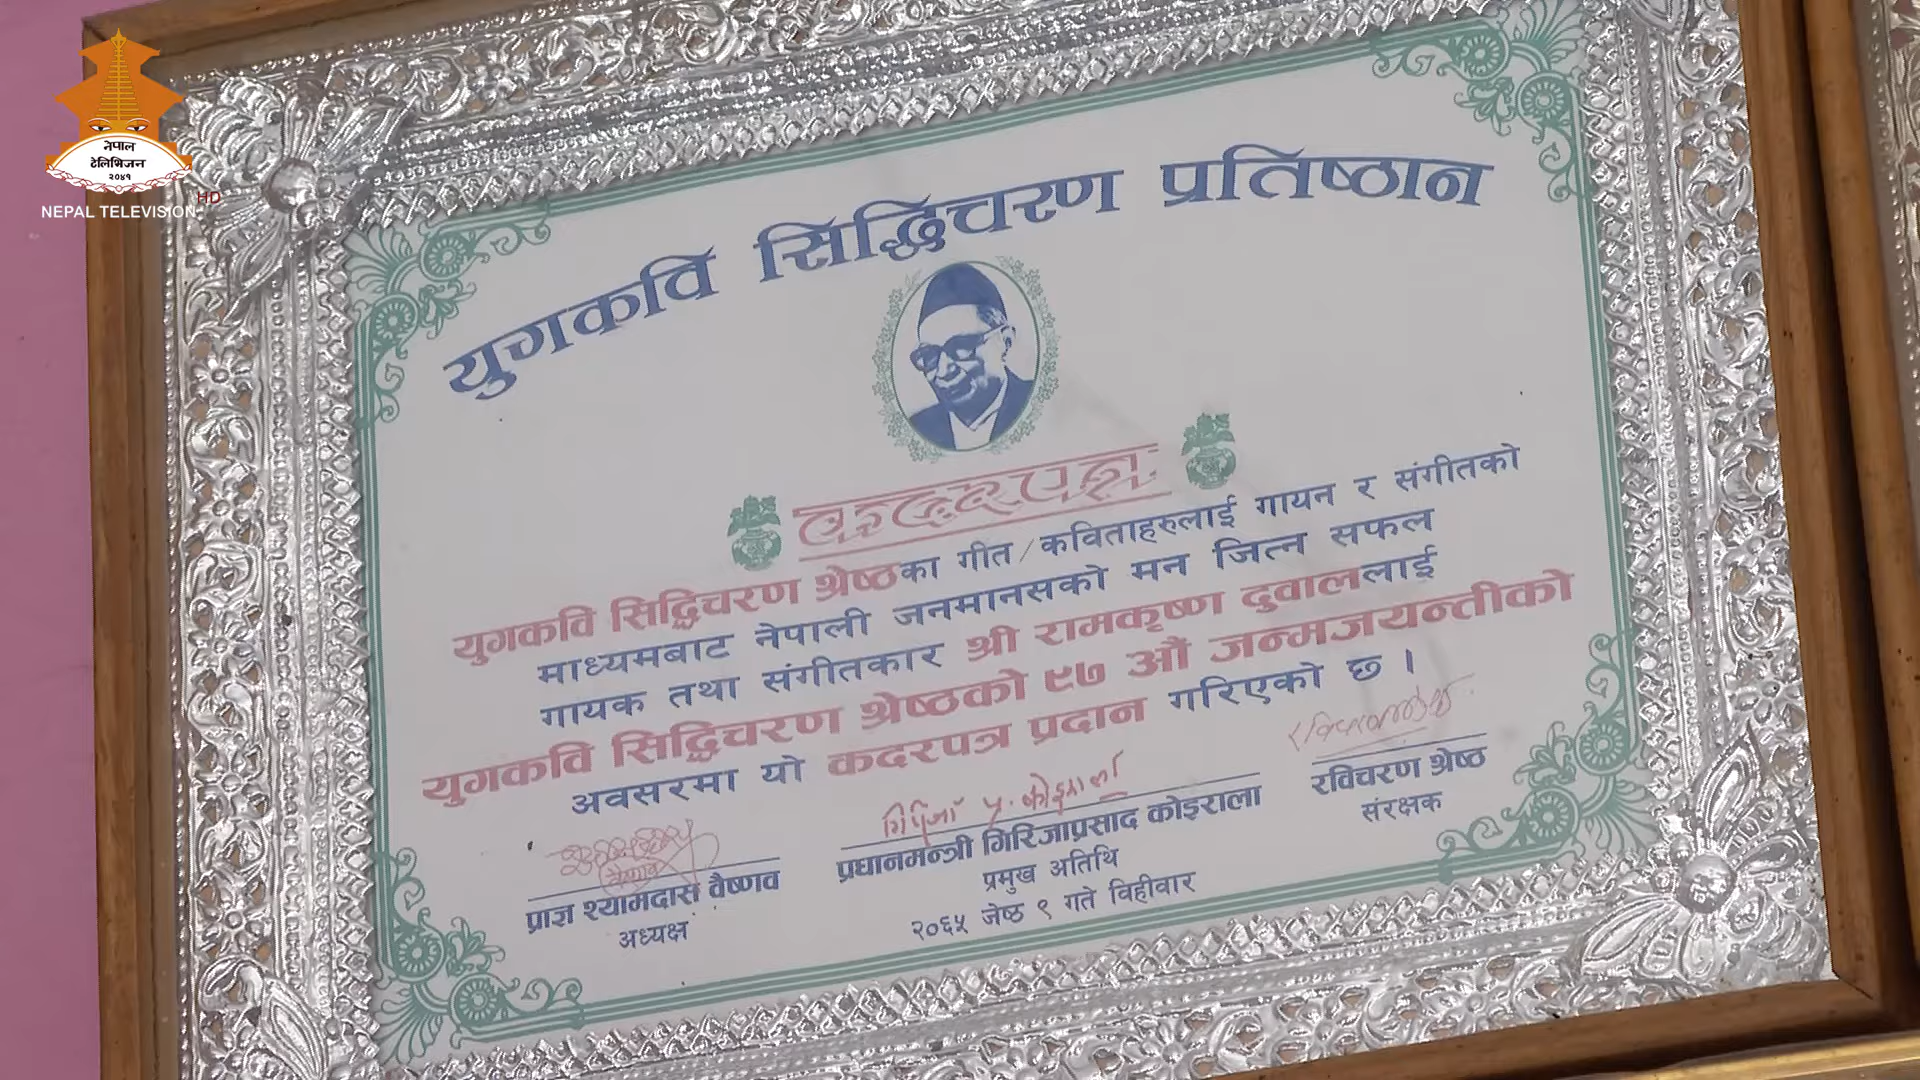 नेपाल
टेलिभिजन
२०४१
HD
NEPAL TELEVISION
युगकवि सिद्धिचरण प्रतिष्ठान
कदरपत्र
युगकवि सिद्धिचरण श्रेष्ठका गीत/कविताहरुलाई गायन र संगीतको
माध्यमबाट नेपाली जनमानसको मन जित्न सफल
गायक तथा संगीतकार श्री रामकृष्ण दुवाललाई
युगकवि सिद्धिचरण श्रेष्ठको ९७ औं जन्मजयन्तीको
अवसरमा यो कदरपत्र प्रदान गरिएको छ ।
प्राज्ञ श्यामदास वैष्णव
अध्यक्ष
गिरिजा प्र. कोइराला
प्रधानमन्त्री गिरिजाप्रसाद कोइराला
प्रमुख अतिथि
२०६५ जेष्ठ ९ गते विहीवार
रविचरण श्रेष्ठ
संरक्षक